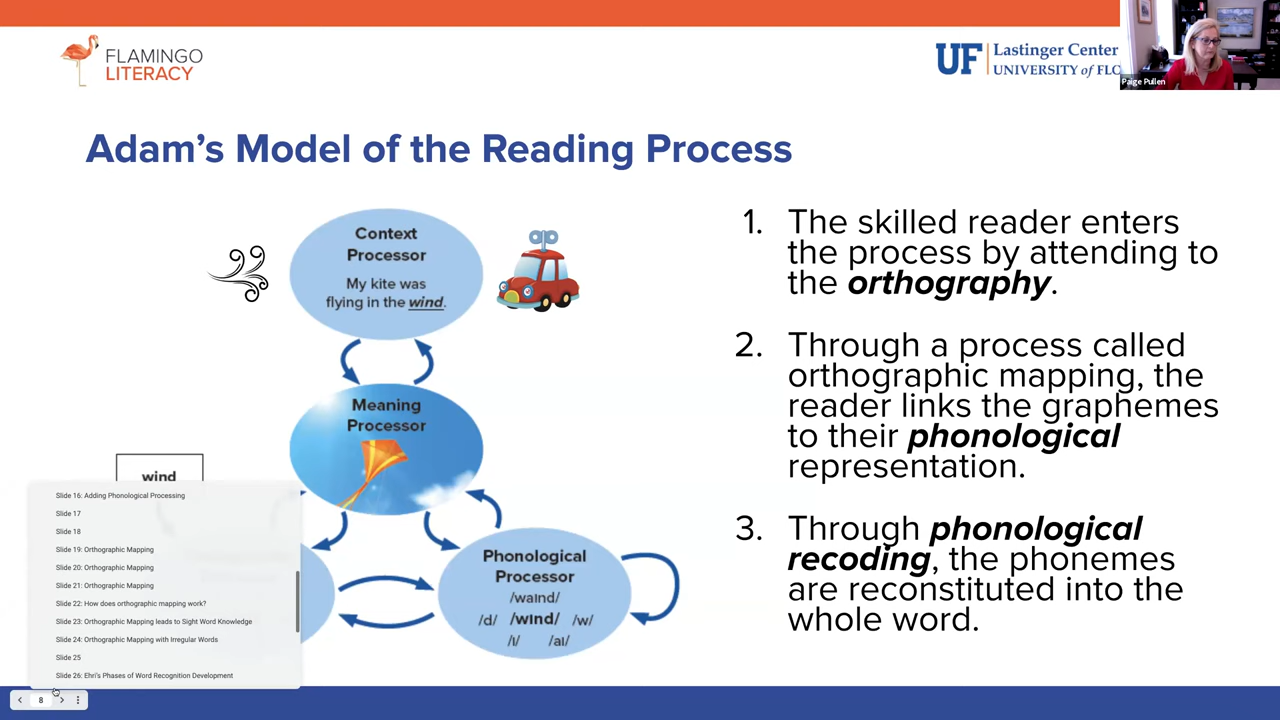 FLAMINGO
LITERACY
UF
Lastinger Center
UNIVERSITY of FLO
Paige Pullen
Adam's Model of the Reading Process
Context
Processor
My kite was
flying in the wind.
Meaning
Processor
wind
Phonological
Processor
/waɪnd/
/d/ /wɪnd/ /w/
/ɪ/ /aɪ/
1. The skilled reader enters
the process by attending to
the orthography.
2. Through a process called
orthographic mapping, the
reader links the graphemes
to their phonological
representation.
3. Through phonological
recoding, the phonemes
are reconstituted into the
whole word.
Slide 16: Adding Phonological Processing
Slide 17
Slide 18
Slide 19: Orthographic Mapping
Slide 20: Orthographic Mapping
Slide 21: Orthographic Mapping
Slide 22: How does orthographic mapping work?
Slide 23: Orthographic Mapping leads to Sight Word Knowledge
Slide 24: Orthographic Mapping with Irregular Words
Slide 25
Slide 26: Ehri's Phases of Word Recognition Development
8